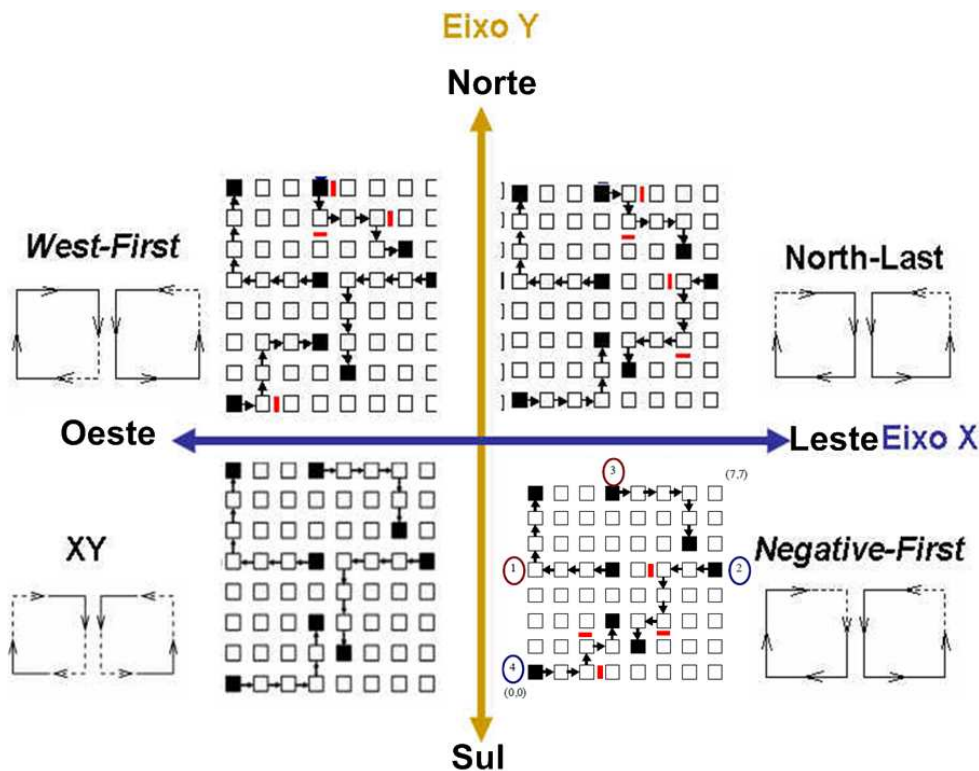 Eixo Y
Norte
West-First
North-Last
Oeste
Leste Eixo X
3
(7,7)
XY
Negative-First
1
2
4
(0,0)
Sul